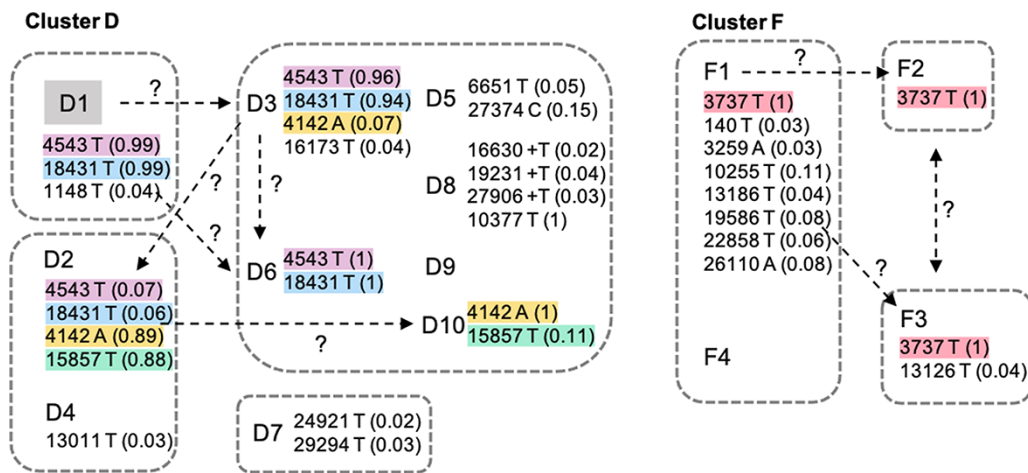 Cluster D
D1
4543 T (0.99)
18431 T (0.99)
1148 T (0.04)
?
D3
4543 T (0.96)
18431 T (0.94)
4142 A (0.07)
16173 T (0.04)
D5
6651 T (0.05)
27374 C (0.15)
D8
16630 +T (0.02)
19231 +T (0.04)
27906 +T (0.03)
10377 T (1)
?
?
?
D2
4543 T (0.07)
18431 T (0.06)
4142 A (0.89)
15857 T (0.88)
D6
4543 T (1)
18431 T (1)
D9
D10
4142 A (1)
15857 T (0.11)
?
D4
13011 T (0.03)
D7
24921 T (0.02)
29294 T (0.03)
Cluster F
F1
3737 T (1)
140 T (0.03)
3259 A (0.03)
10255 T (0.11)
13186 T (0.04)
19586 T (0.08)
22858 T (0.06)
26110 A (0.08)
?
F2
3737 T (1)
?
?
F4
F3
3737 T (1)
13126 T (0.04)